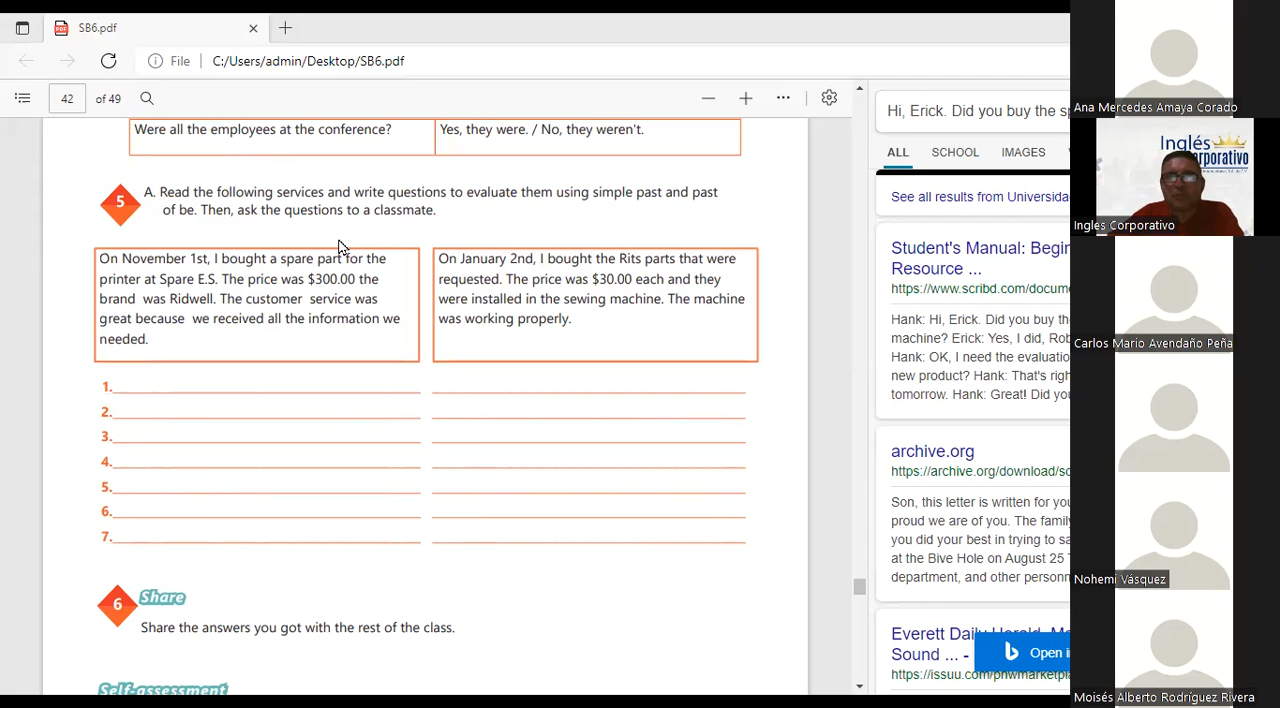 SB6.pdf
File
C:/Users/admin/Desktop/SB6.pdf
42 of 49
Were all the employees at the conference?
Yes, they were. / No, they weren't.
5
A. Read the following services and write questions to evaluate them using simple past and past
of be. Then, ask the questions to a classmate.
On November 1st, I bought a spare part for the
printer at Spare E.S. The price was $300.00 the
brand was Ridwell. The customer service was
great because we received all the information we
needed.
On January 2nd, I bought the Rits parts that were
requested. The price was $30.00 each and they
were installed in the sewing machine. The machine
was working properly.
1.
2.
3.
4.
5.
6.
7.
6
Share
Share the answers you got with the rest of the class.
Self-assessment
Hi, Erick. Did you buy the sp
ALL
SCHOOL
IMAGES
See all results from Universida
Student's Manual: Begin
Resource ...
https://www.scribd.com/docume
Hank: Hi, Erick. Did you buy th
machine? Erick: Yes, I did, Rob
Hank: OK, I need the evaluatio
new product? Hank: That's righ
tomorrow. Hank: Great! Did you
archive.org
https://archive.org/download/sc
Son, this letter is written for you
proud we are of you. The family
you did your best in trying to sa
at the Bive Hole on August 25
department, and other personn
Everett Daily Herald, Ma
Sound ... -
https://issuu.com/pnwmarketpla
Open i
Ana Mercedes Amaya Corado
Inglés
Corporativo
Ingles Corporativo
Carlos Mario Avendaño Peña
Nohemi Vásquez
Moisés Alberto Rodríguez Rivera